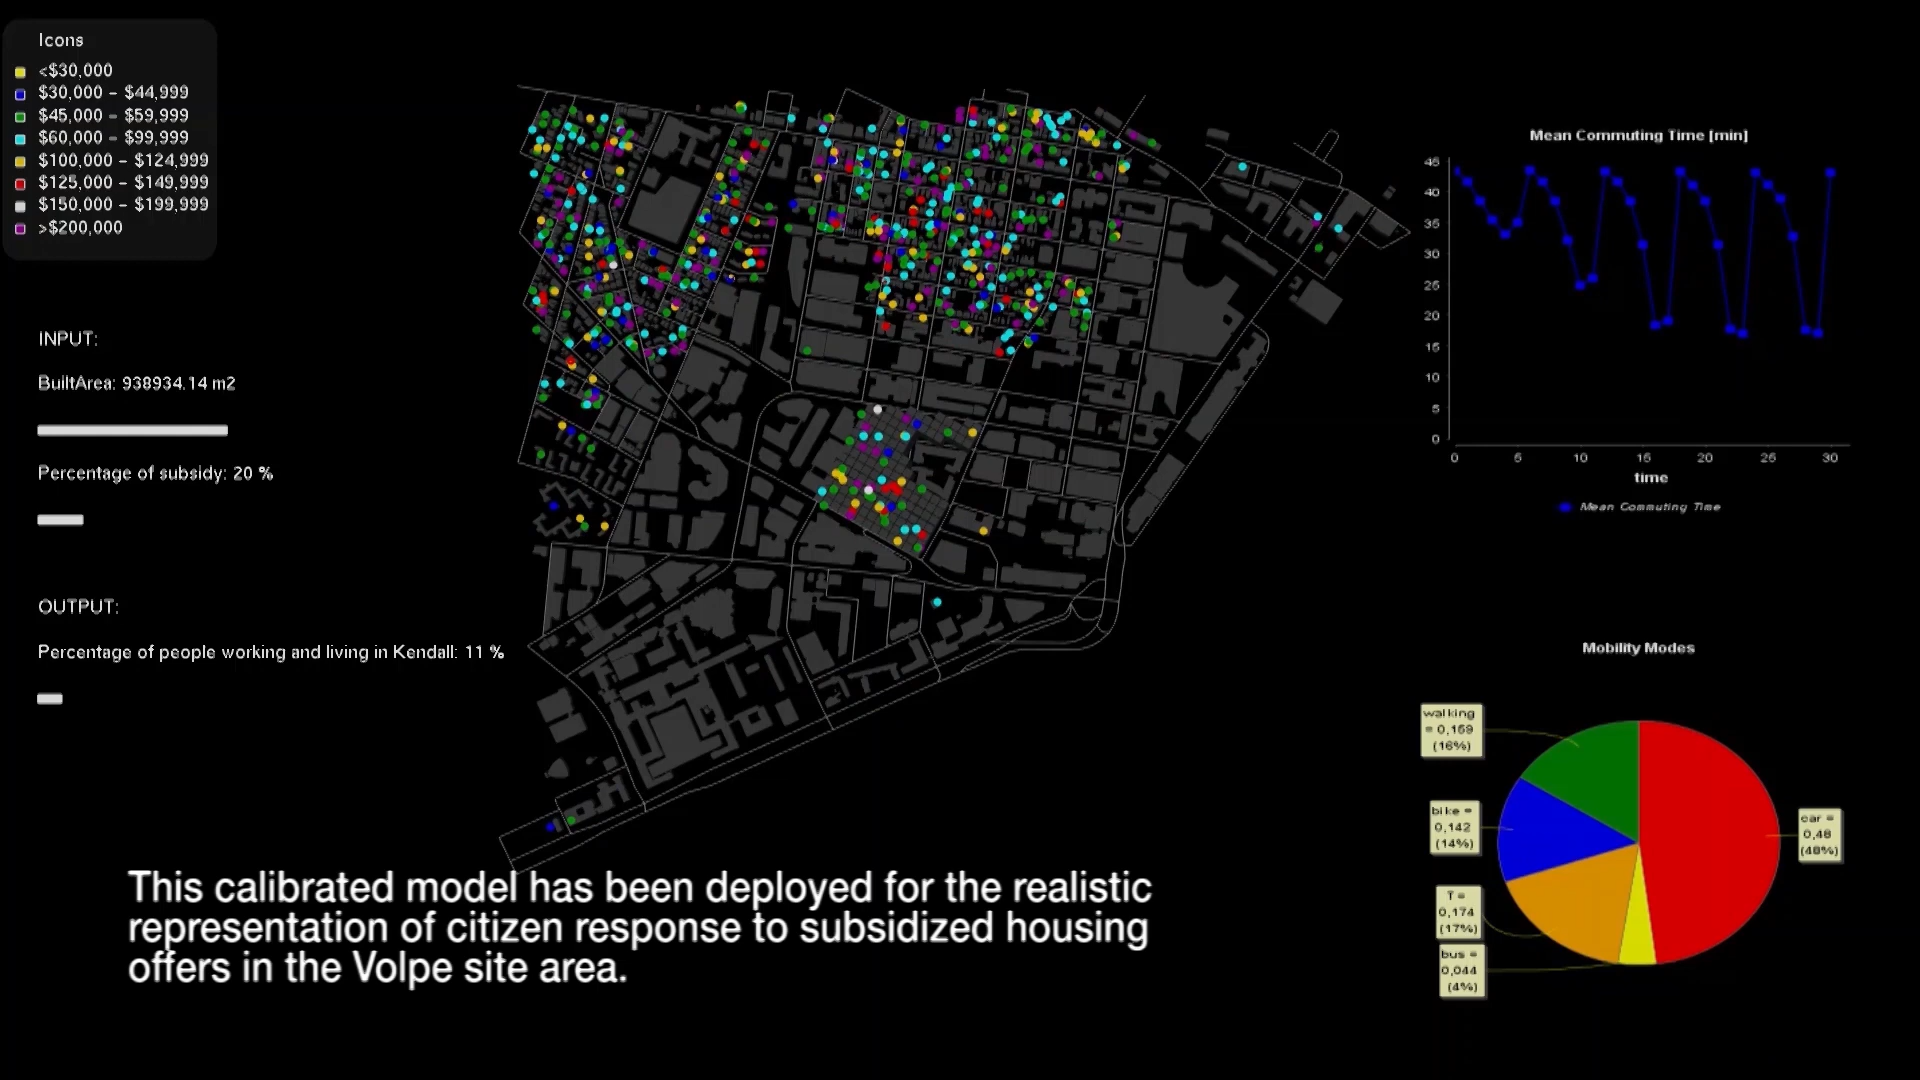 Icons
<$30,000
$30,000 - $44,999
$45,000 - $59,999
$60,000 - $99,999
$100,000 - $124,999
$125,000 - $149,999
$150,000 - $199,999
>$200,000
INPUT:
BuiltArea: 938934.14 m2
Percentage of subsidy: 20 %
OUTPUT:
Percentage of people working and living in Kendall: 11 %
Mean Commuting Time [min]
45
40
35
30
25
20
15
10
5
0
0 5 10 15 20 25 30
time
Mean Commuting Time
Mobility Modes
walking
= 0,159
(16%)
bike =
0,142
(14%)
T =
0,174
(17%)
bus =
0,044
(4%)
car =
0,48
(48%)
This calibrated model has been deployed for the realistic
representation of citizen response to subsidized housing
offers in the Volpe site area.